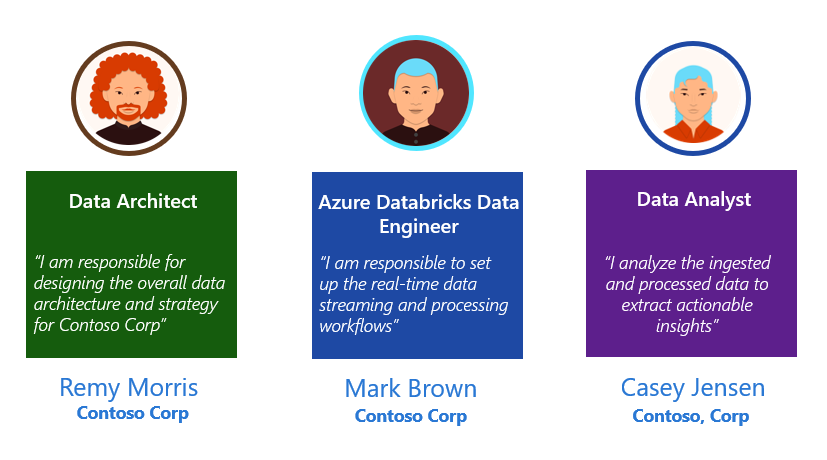 Data Architect
“I am responsible for
designing the overall data
architecture and strategy
for Contoso Corp”
Remy Morris
Contoso Corp
Azure Databricks Data
Engineer
“I am responsible to set
up the real-time data
streaming and processing
workflows”
Mark Brown
Contoso Corp
Data Analyst
“I analyze the ingested
and processed data to
extract actionable
insights”
Casey Jensen
Contoso, Corp